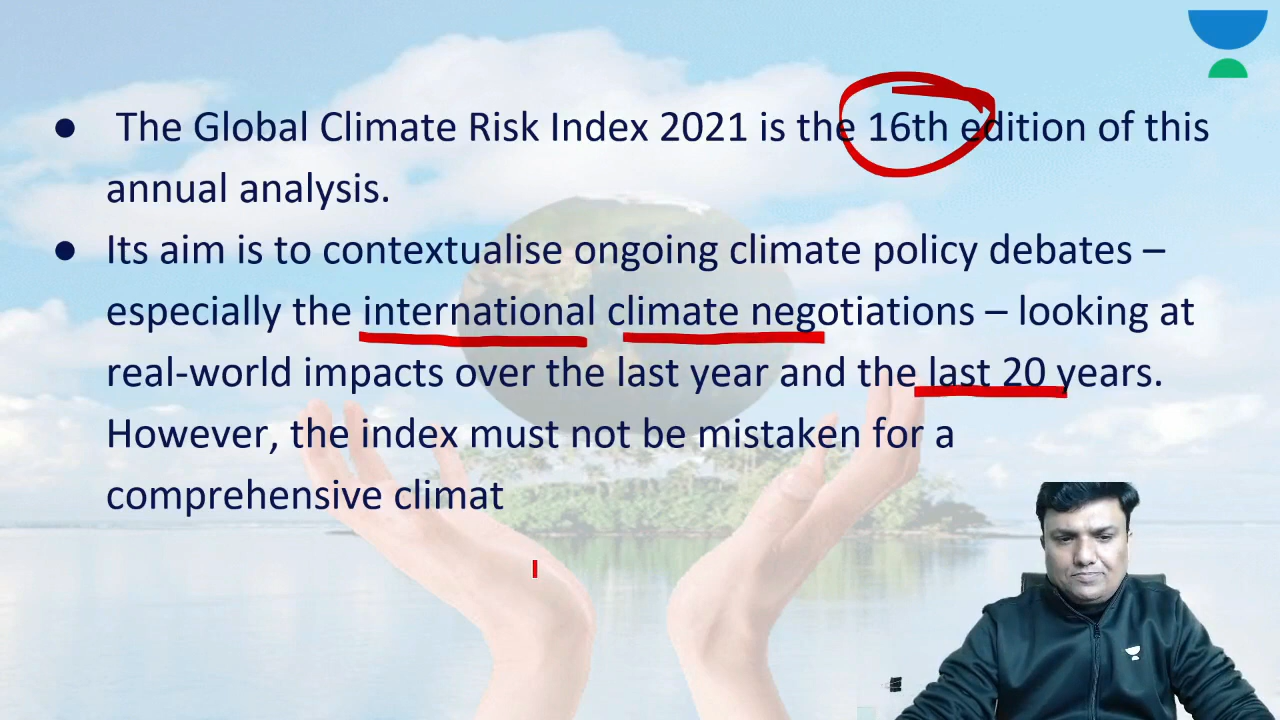 ● The Global Climate Risk Index 2021 is the 16th edition of this
annual analysis.
● Its aim is to contextualise ongoing climate policy debates –
especially the international climate negotiations – looking at
real-world impacts over the last year and the last 20 years.
However, the index must not be mistaken for a
comprehensive climat